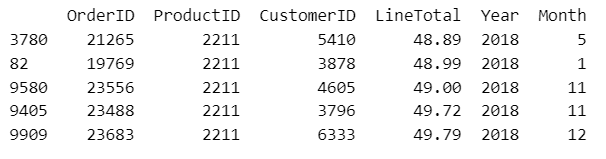 OrderID ProductID CustomerID LineTotal Year Month
3780 21265 2211 5410 48.89 2018 5
82 19769 2211 3878 48.99 2018 1
9580 23556 2211 4605 49.00 2018 11
9405 23488 2211 3796 49.72 2018 11
9909 23683 2211 6333 49.79 2018 12